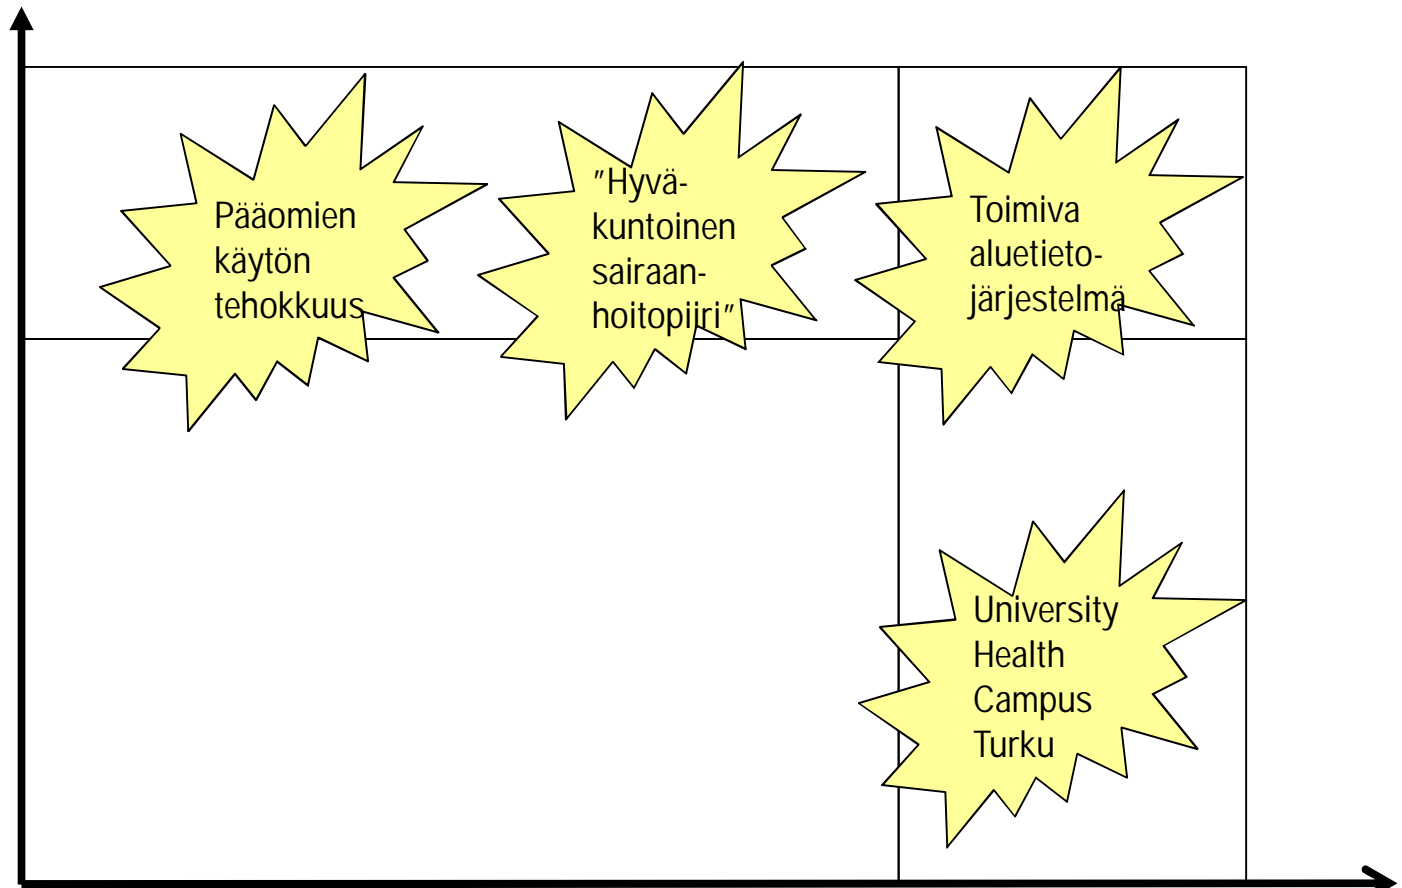 Pääomien
käytön
tehokkuus
”Hyvä-
kuntoinen
sairaan-
hoitopiiri”
Toimiva
aluetieto-
järjestelmä
University
Health
Campus
Turku